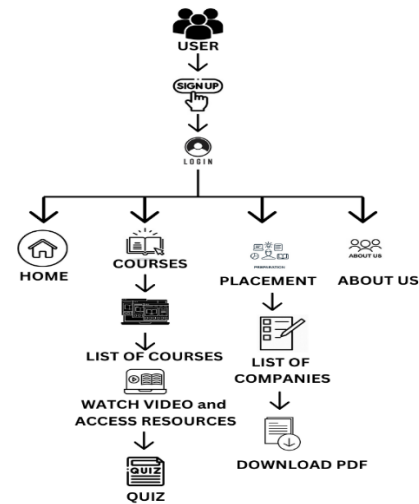 USER
SIGN UP
LOGIN
HOME
COURSES
PLACEMENT
ABOUT US
ABOUT US
LIST OF COURSES
LIST OF
COMPANIES
WATCH VIDEO and
ACCESS RESOURCES
DOWNLOAD PDF
QUIZ
QUIZ